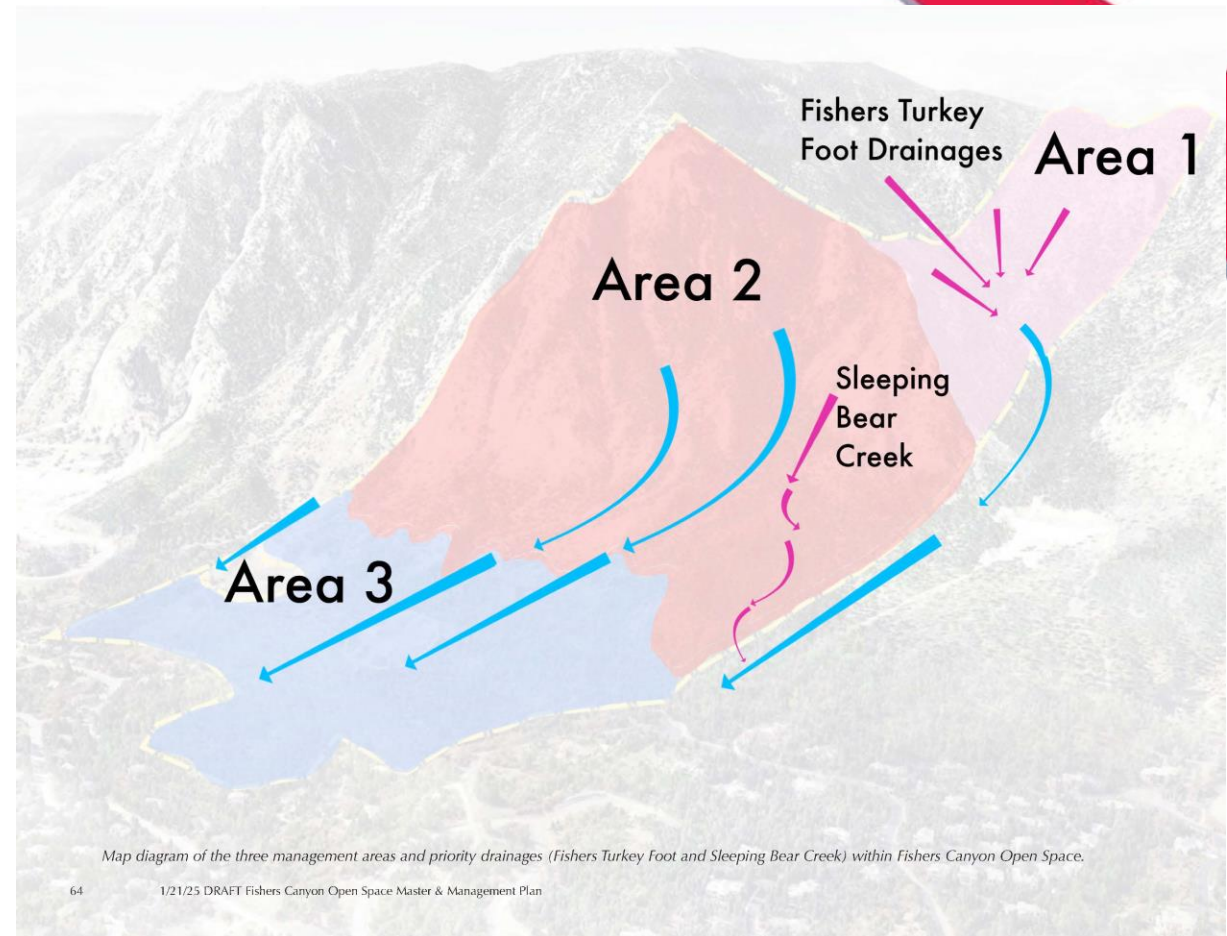 Fishers Turkey
Foot Drainages
Area 1
Area 2
Sleeping
Bear
Creek
Area 3
Map diagram of the three management areas and priority drainages (Fishers Turkey Foot and Sleeping Bear Creek) within Fishers Canyon Open Space.
64 1/21/25 DRAFT Fishers Canyon Open Space Master & Management Plan